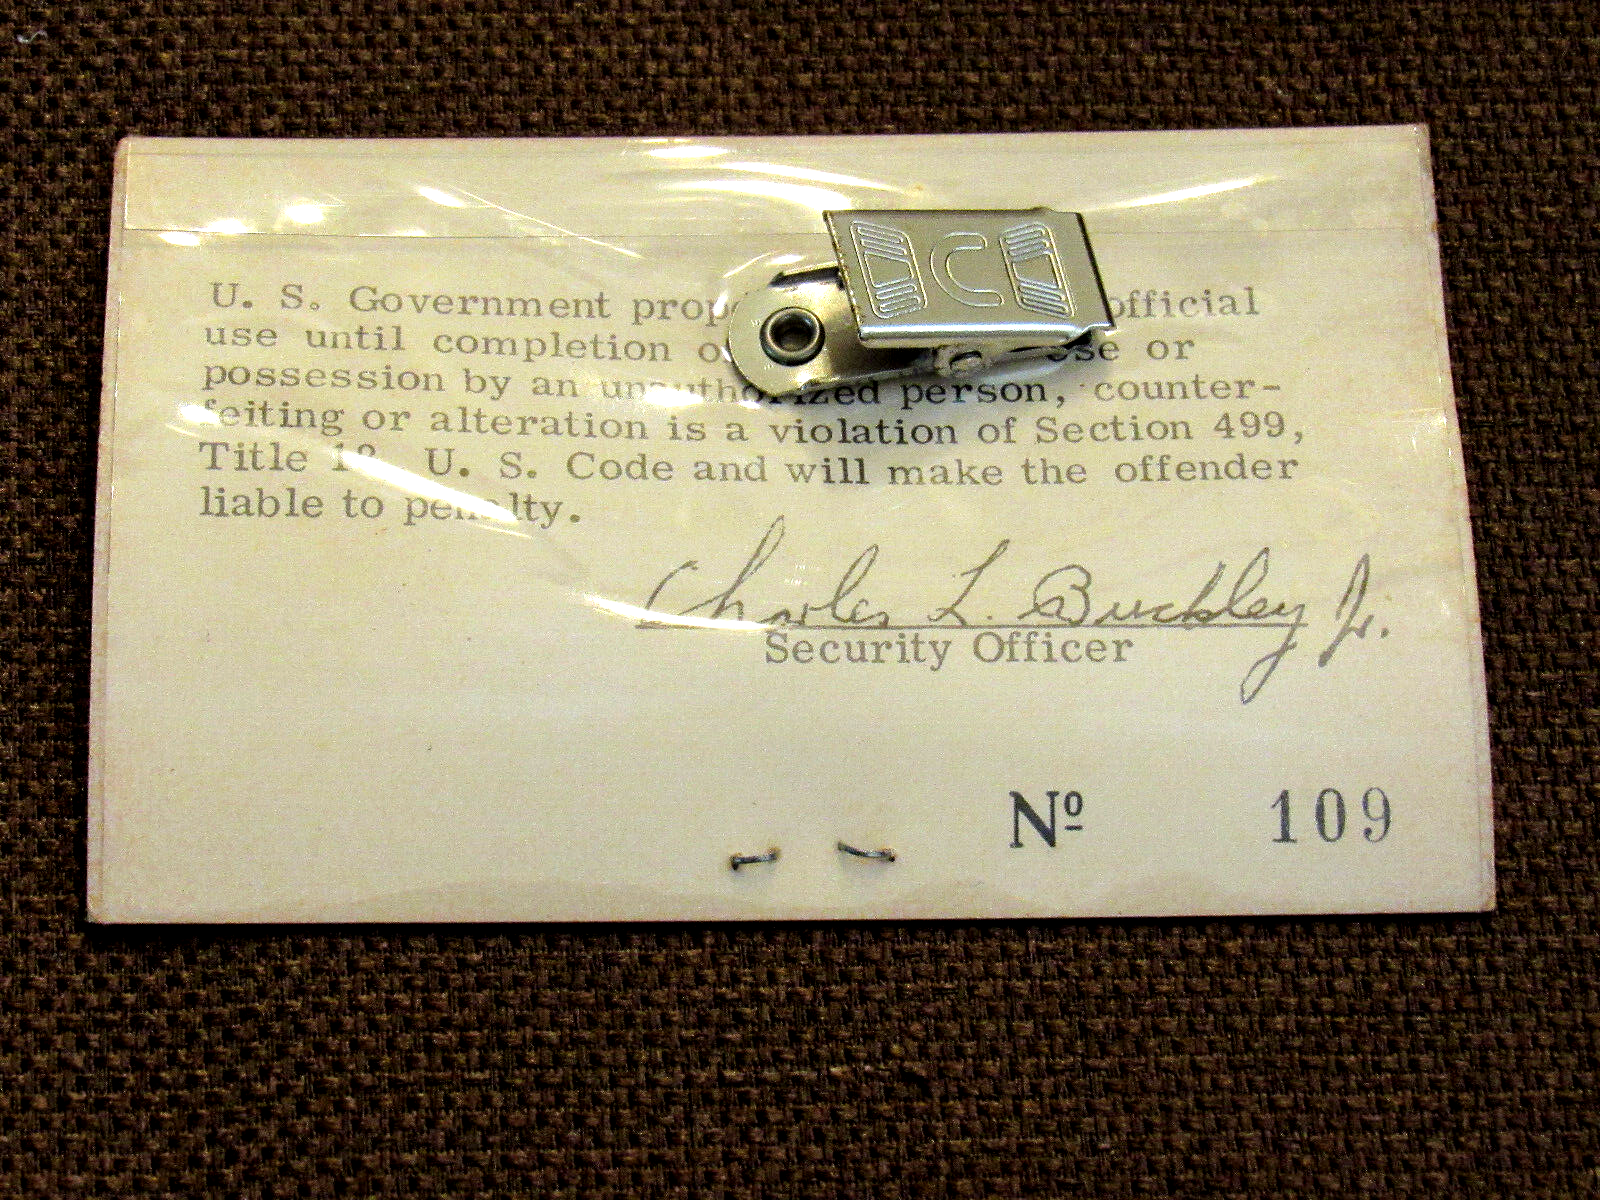 U. S. Government official
use until completion or
possession by an unauthorized person, counter-
feiting or alteration is a violation of Section 499,
Title U. S. Code and will make the offender
liable to penalty.
Charles L. Buckley Jr.
Security Officer
Nº 109